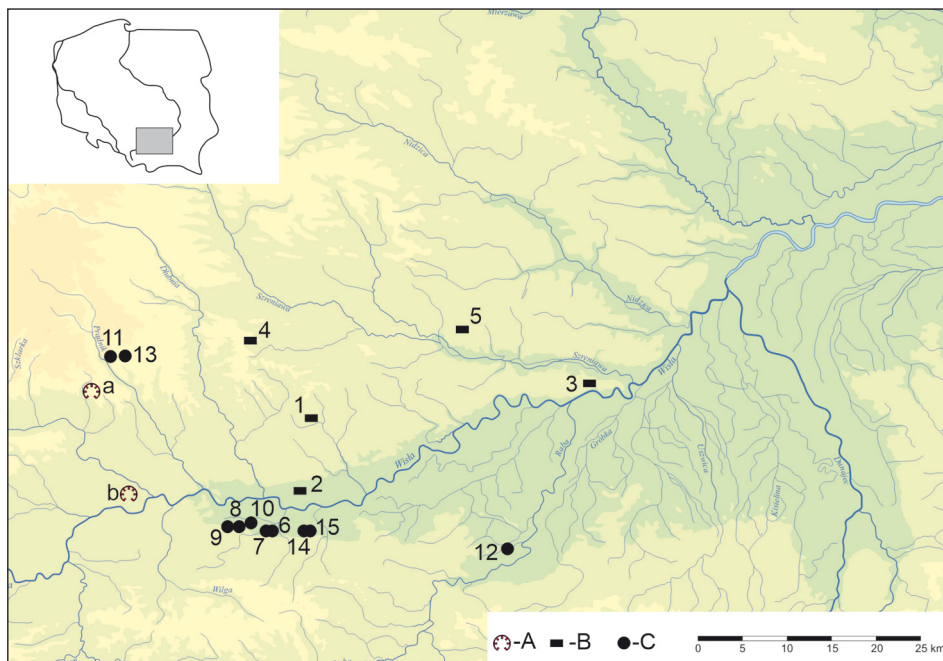 Mierzawa
Nidzica
Dłubnia
Szreniawa
Nidzica
Szklarka
Prądnik
11
13
4
5
a
Szreniawa
Wisła
3
1
Wisła
Raba
Gróbka
Uszwica
Dunajec
Kisielina
b
2
8 10
9 7 6 14 15
12
Wilga
-A -B -C
0 5 10 15 20 25 km